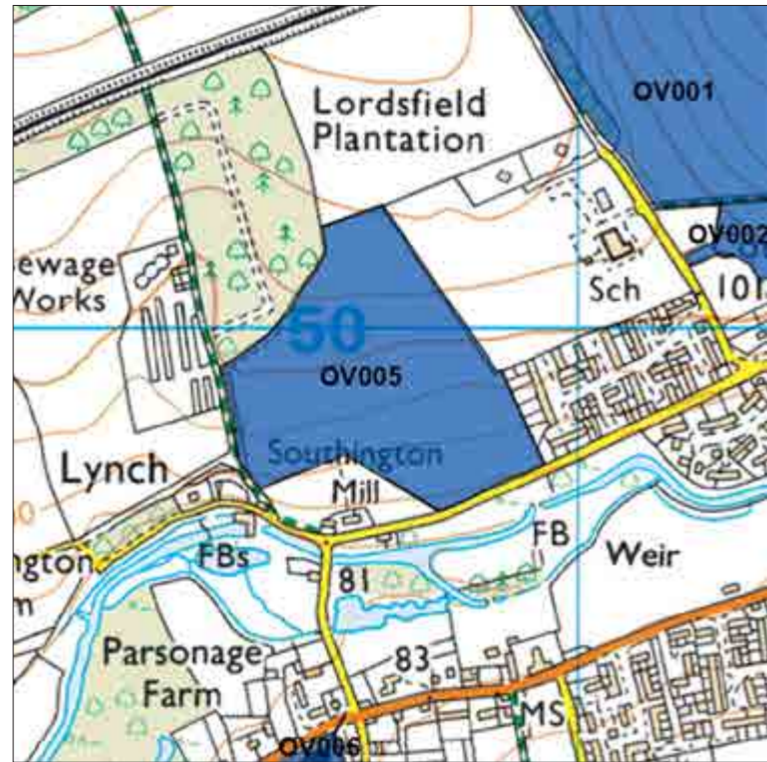 OV001
Lordsfield
Plantation
OV002
ewage
Works
Sch
101
50
OV005
Lynch
Southington
Mill
FB
Weir
FBs
ngton
m
81
Parsonage
Farm
83
MS
OV006